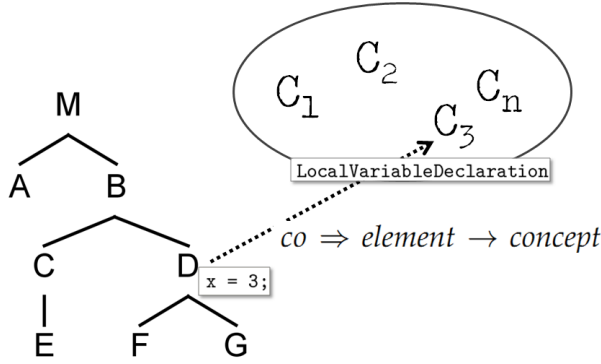 C₂
C₁
Cₙ
C₃
M
A B
LocalVariableDeclaration
co ⇒ element → concept
C D
x = 3;
E F G